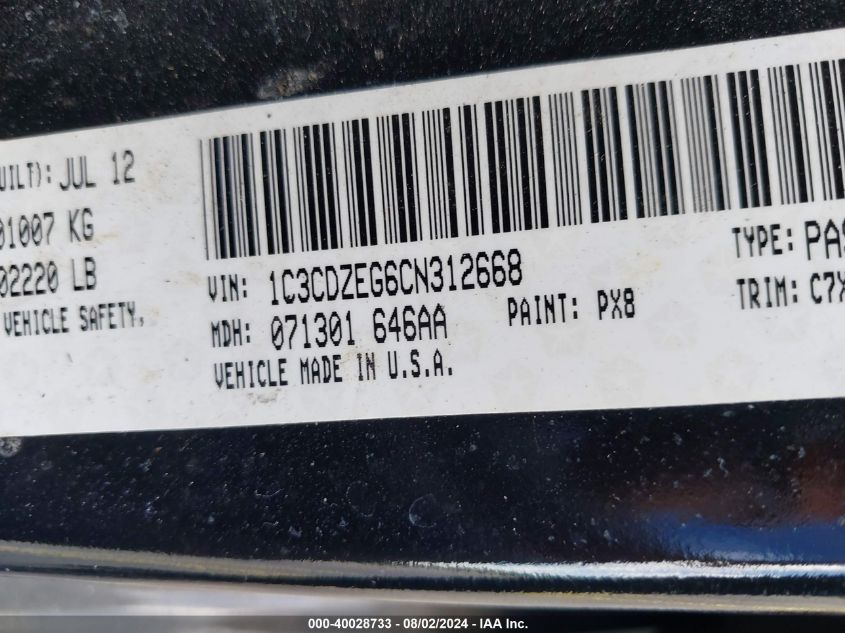 UILT): JUL 12
01007 KG
02220 LB
VEHICLE SAFETY,
VIN: 1C3CDZEG6CN312668
MDH: 071301 646AA
PAINT: PX8
VEHICLE MADE IN U.S.A.
TYPE: PAS
TRIM: C7X
000-40028733 - 08/02/2024 - IAA Inc.